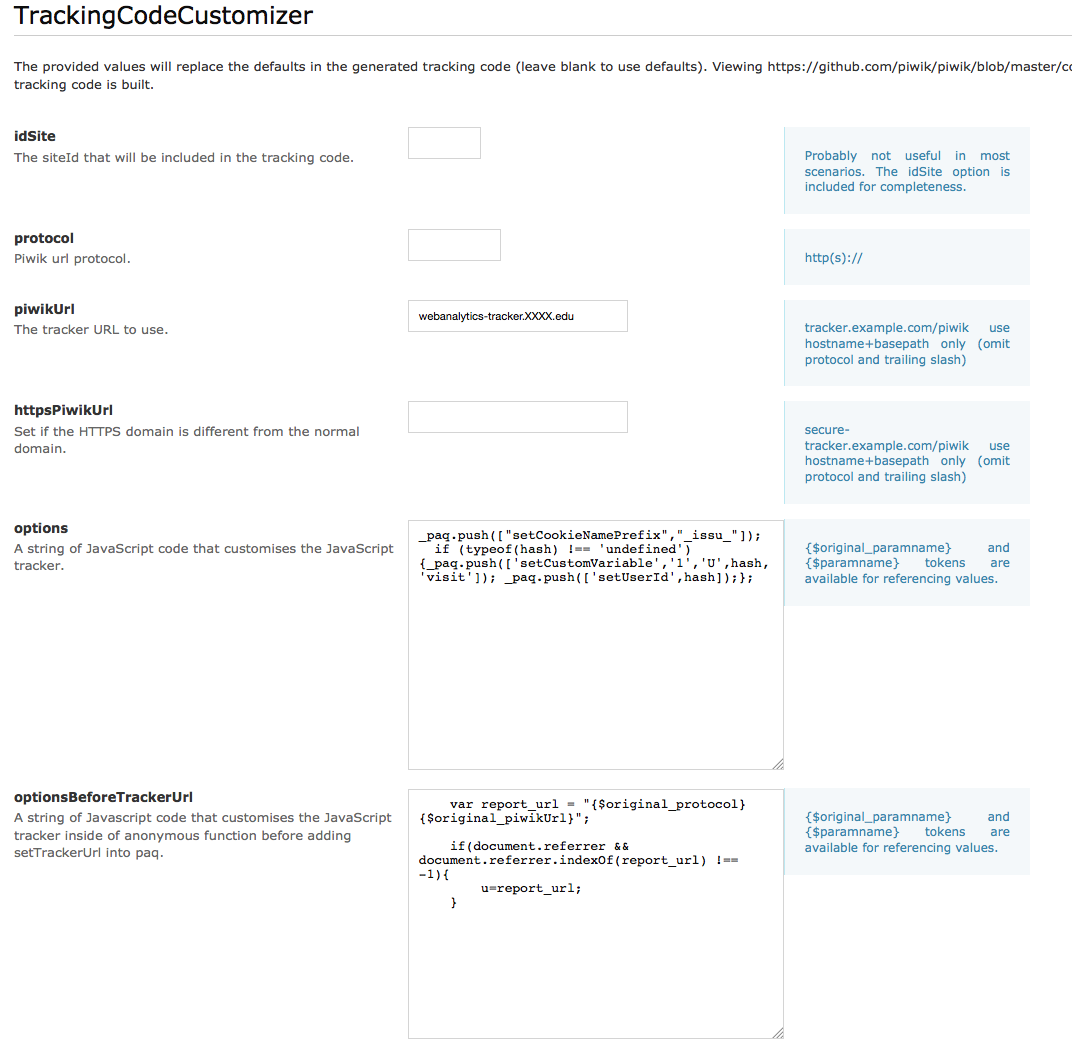 TrackingCodeCustomizer
The provided values will replace the defaults in the generated tracking code (leave blank to use defaults). Viewing https://github.com/piwik/piwik/blob/master/co
tracking code is built.
idSite
The siteId that will be included in the tracking code.
Probably not useful in most
scenarios. The idSite option is
included for completeness.
protocol
Piwik url protocol.
http(s)://
piwikUrl
The tracker URL to use.
webanalytics-tracker.XXXX.edu
tracker.example.com/piwik use
hostname+basepath only (omit
protocol and trailing slash)
httpsPiwikUrl
Set if the HTTPS domain is different from the normal
domain.
secure-
tracker.example.com/piwik use
hostname+basepath only (omit
protocol and trailing slash)
options
A string of JavaScript code that customises the JavaScript
tracker.
_paq.push(["setCookieNamePrefix","_issu_"]);
if (typeof(hash) !== 'undefined')
{_paq.push(['setCustomVariable','1','U',hash,
'visit']); _paq.push(['setUserId',hash]);};
{$original_paramname} and
{$paramname} tokens are
available for referencing values.
optionsBeforeTrackerUrl
A string of Javascript code that customises the JavaScript
tracker inside of anonymous function before adding
setTrackerUrl into paq.
var report_url = "{$original_protocol}
{$original_piwikUrl}";
if(document.referrer &&
document.referrer.indexOf(report_url) !==
-1){
u=report_url;
}
{$original_paramname} and
{$paramname} tokens are
available for referencing values.